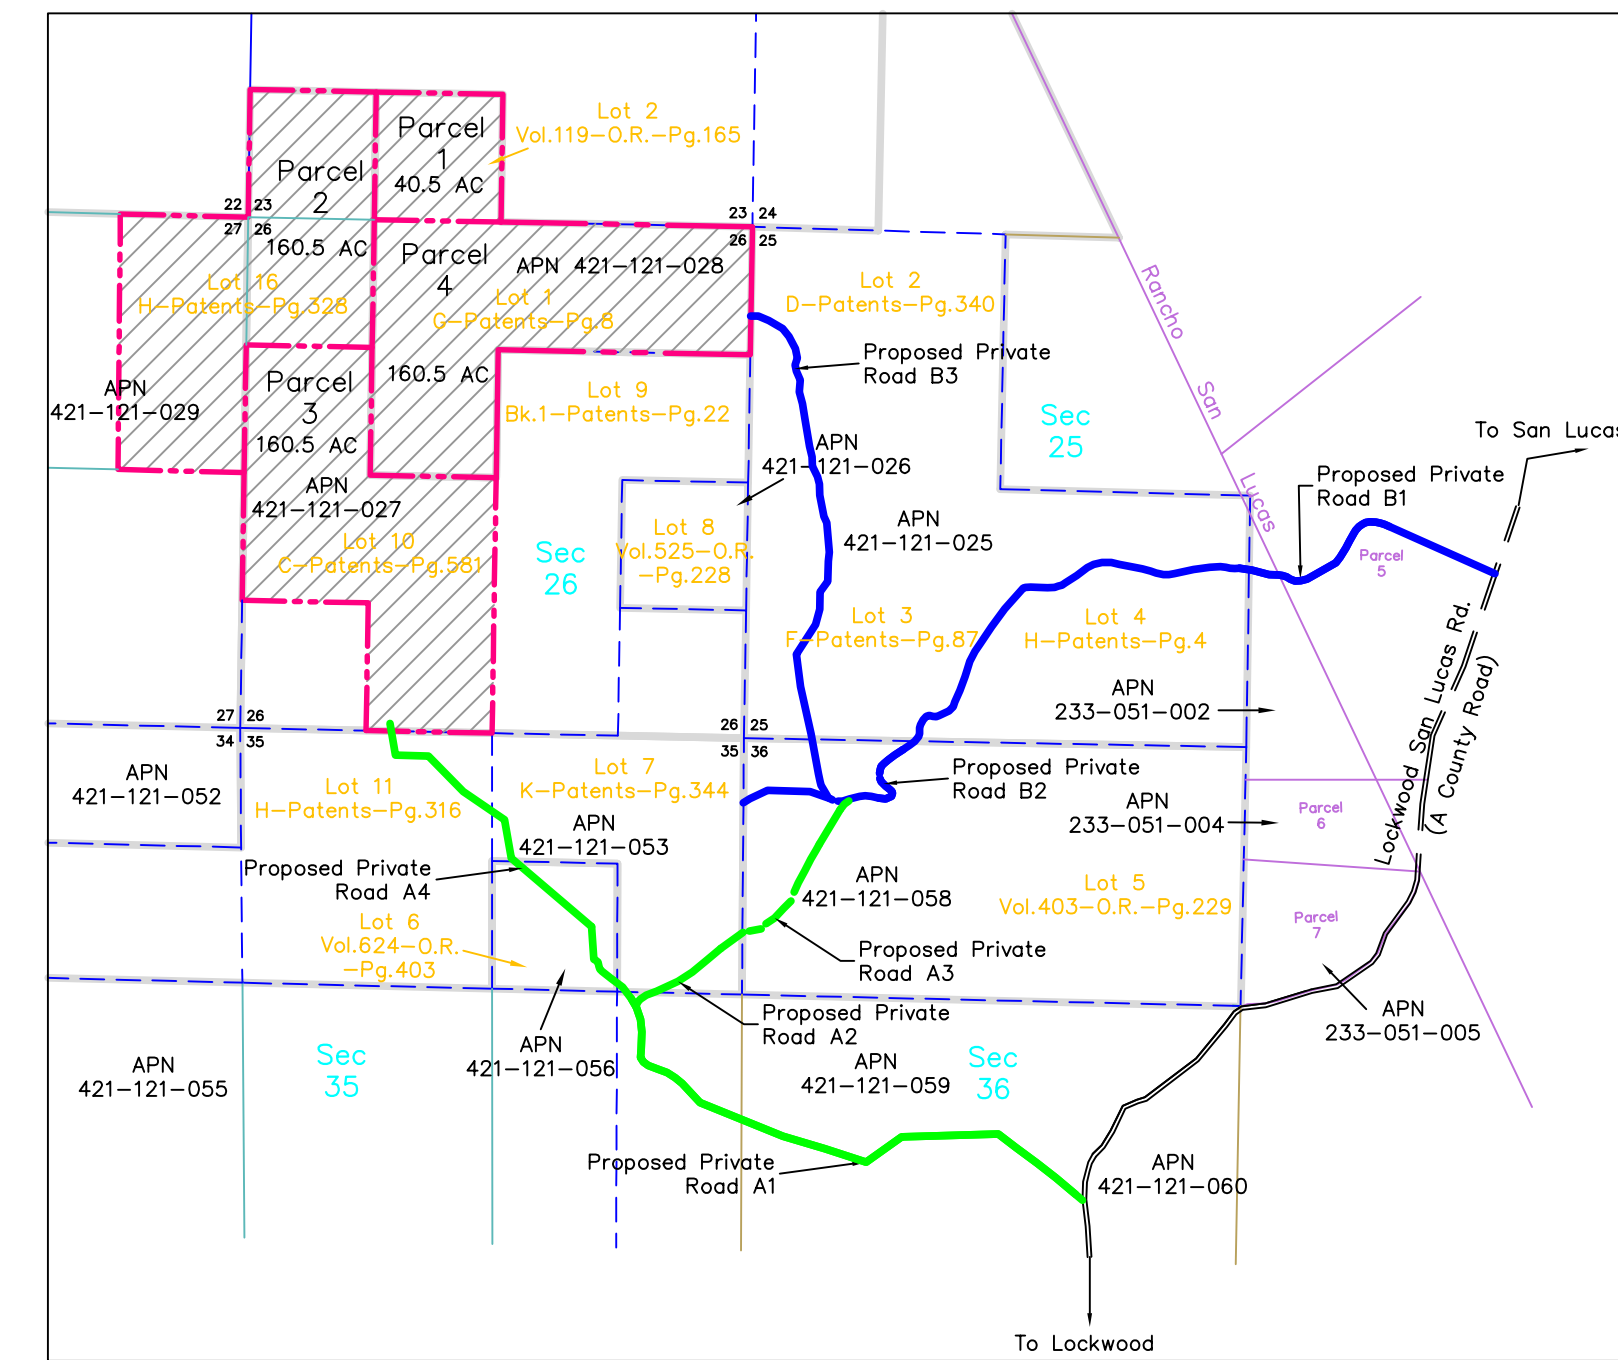 Lot 2
Vol.119-O.R.-Pg.165
Parcel
1
40.5 AC
Parcel
2
160.5 AC
22 23
27 26
23 24
26 25
Parcel
4
APN 421-121-028
Lot 1
G-Patents-Pg.8
160.5 AC
Lot 16
H-Patents-Pg.328
Lot 2
D-Patents-Pg.340
Rancho
San
Lucas
Proposed Private
Road B3
APN
421-121-029
Parcel
3
160.5 AC
APN
421-121-027
Lot 10
C-Patents-Pg.581
Lot 9
Bk.1-Patents-Pg.22
Sec
25
To San Lucas
APN
421-121-026
Proposed Private
Road B1
APN
421-121-025
Lot 8
Vol.525-O.R.
-Pg.228
Sec
26
Parcel
5
Lot 3
F-Patents-Pg.87
Lot 4
H-Patents-Pg.4
Lockwood San Lucas Rd.
(A County Road)
APN
233-051-002
27 26
34 35
26 25
35 36
APN
421-121-052
Lot 11
H-Patents-Pg.316
Lot 7
K-Patents-Pg.344
Proposed Private
Road B2
APN
233-051-004
Parcel
6
APN
421-121-053
Proposed Private
Road A4
APN
421-121-058
Lot 5
Vol.403-O.R.-Pg.229
Lot 6
Vol.624-O.R.
-Pg.403
Parcel
7
Proposed Private
Road A3
Proposed Private
Road A2
APN
233-051-005
APN
421-121-055
Sec
35
APN
421-121-056
APN
421-121-059
Sec
36
Proposed Private
Road A1
APN
421-121-060
To Lockwood